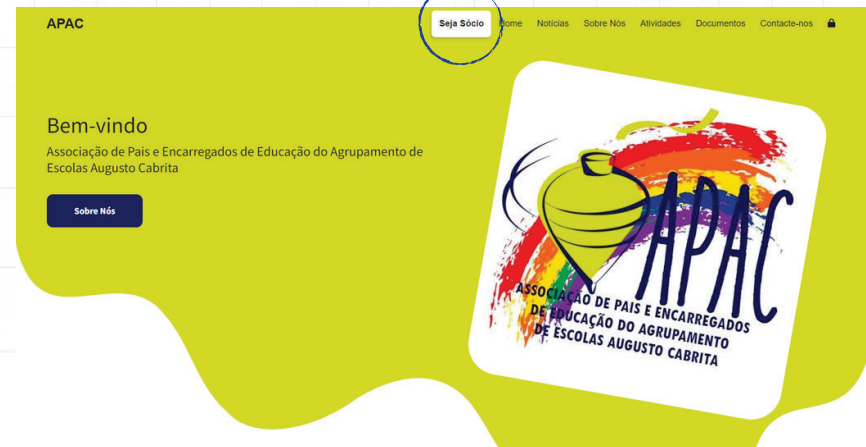 APAC
Seja Sócio
Home
Notícias
Sobre Nós
Atividades
Documentos
Contacte-nos
Bem-vindo
Associação de Pais e Encarregados de Educação do Agrupamento de
Escolas Augusto Cabrita
Sobre Nós
APAC
ASSOCIAÇÃO DE PAIS E ENCARREGADOS
DE EDUCAÇÃO DO AGRUPAMENTO
DE ESCOLAS AUGUSTO CABRITA